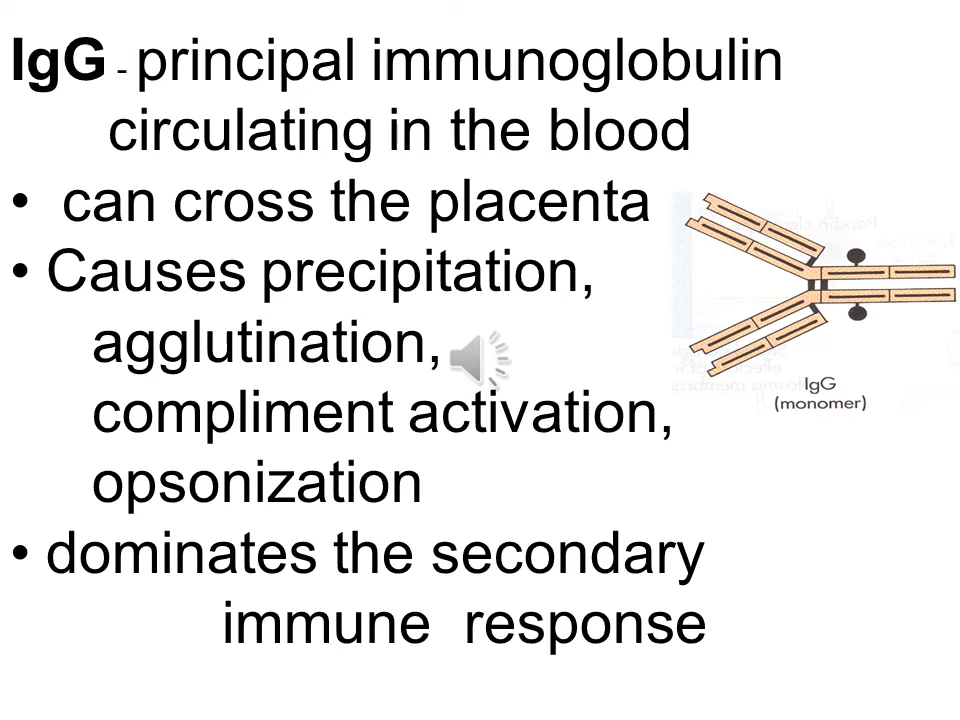 IgG - principal immunoglobulin
circulating in the blood
• can cross the placenta
• Causes precipitation,
agglutination,
compliment activation,
opsonization
• dominates the secondary
immune response
IgG
(monomer)